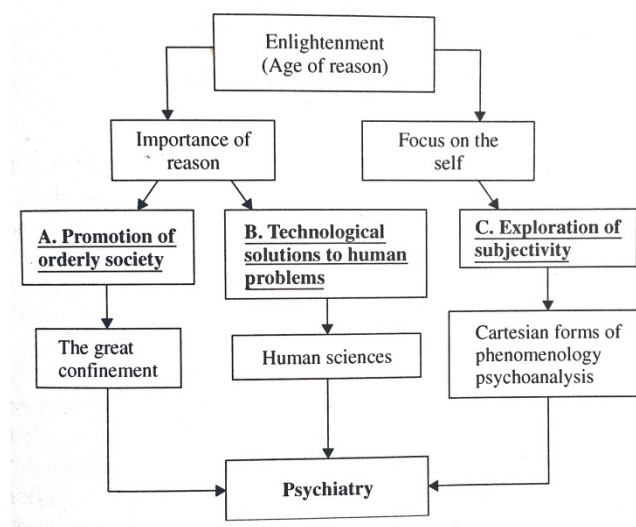 Enlightenment
(Age of reason)
Importance of
reason
Focus on the
self
A. Promotion of
orderly society
B. Technological
solutions to human
problems
C. Exploration of
subjectivity
The great
confinement
Human sciences
Cartesian forms of
phenomenology
psychoanalysis
Psychiatry